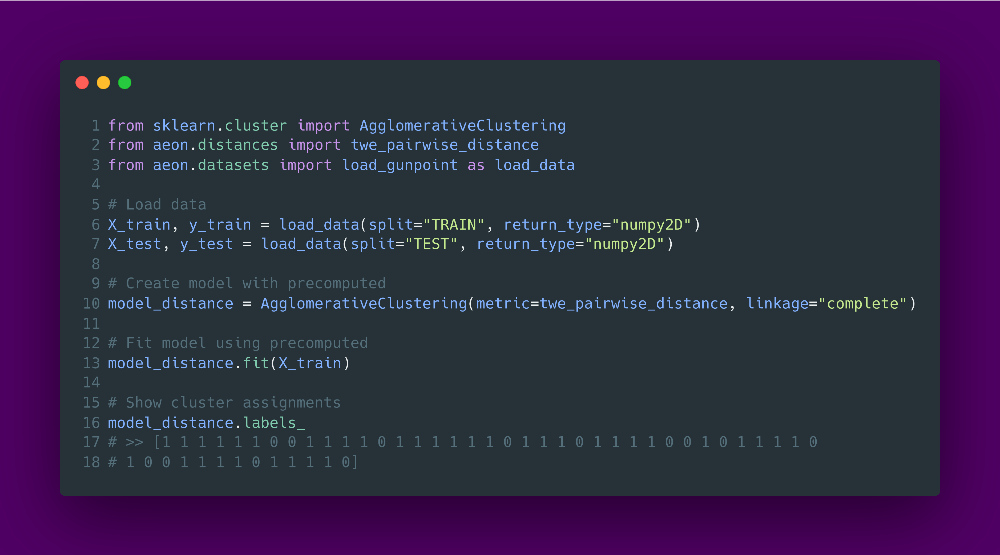 1 from sklearn.cluster import AgglomerativeClustering
2 from aeon.distances import twe_pairwise_distance
3 from aeon.datasets import load_gunpoint as load_data
4
5 # Load data
6 X_train, y_train = load_data(split="TRAIN", return_type="numpy2D")
7 X_test, y_test = load_data(split="TEST", return_type="numpy2D")
8
9 # Create model with precomputed
10 model_distance = AgglomerativeClustering(metric=twe_pairwise_distance, linkage="complete")
11
12 # Fit model using precomputed
13 model_distance.fit(X_train)
14
15 # Show cluster assignments
16 model_distance.labels_
17 # >> [1 1 1 1 1 1 0 0 1 1 1 1 0 1 1 1 1 1 1 0 1 1 1 0 1 1 1 1 0 0 1 0 1 1 1 1 0
18 # 1 0 0 1 1 1 1 0 1 1 1 1 0]